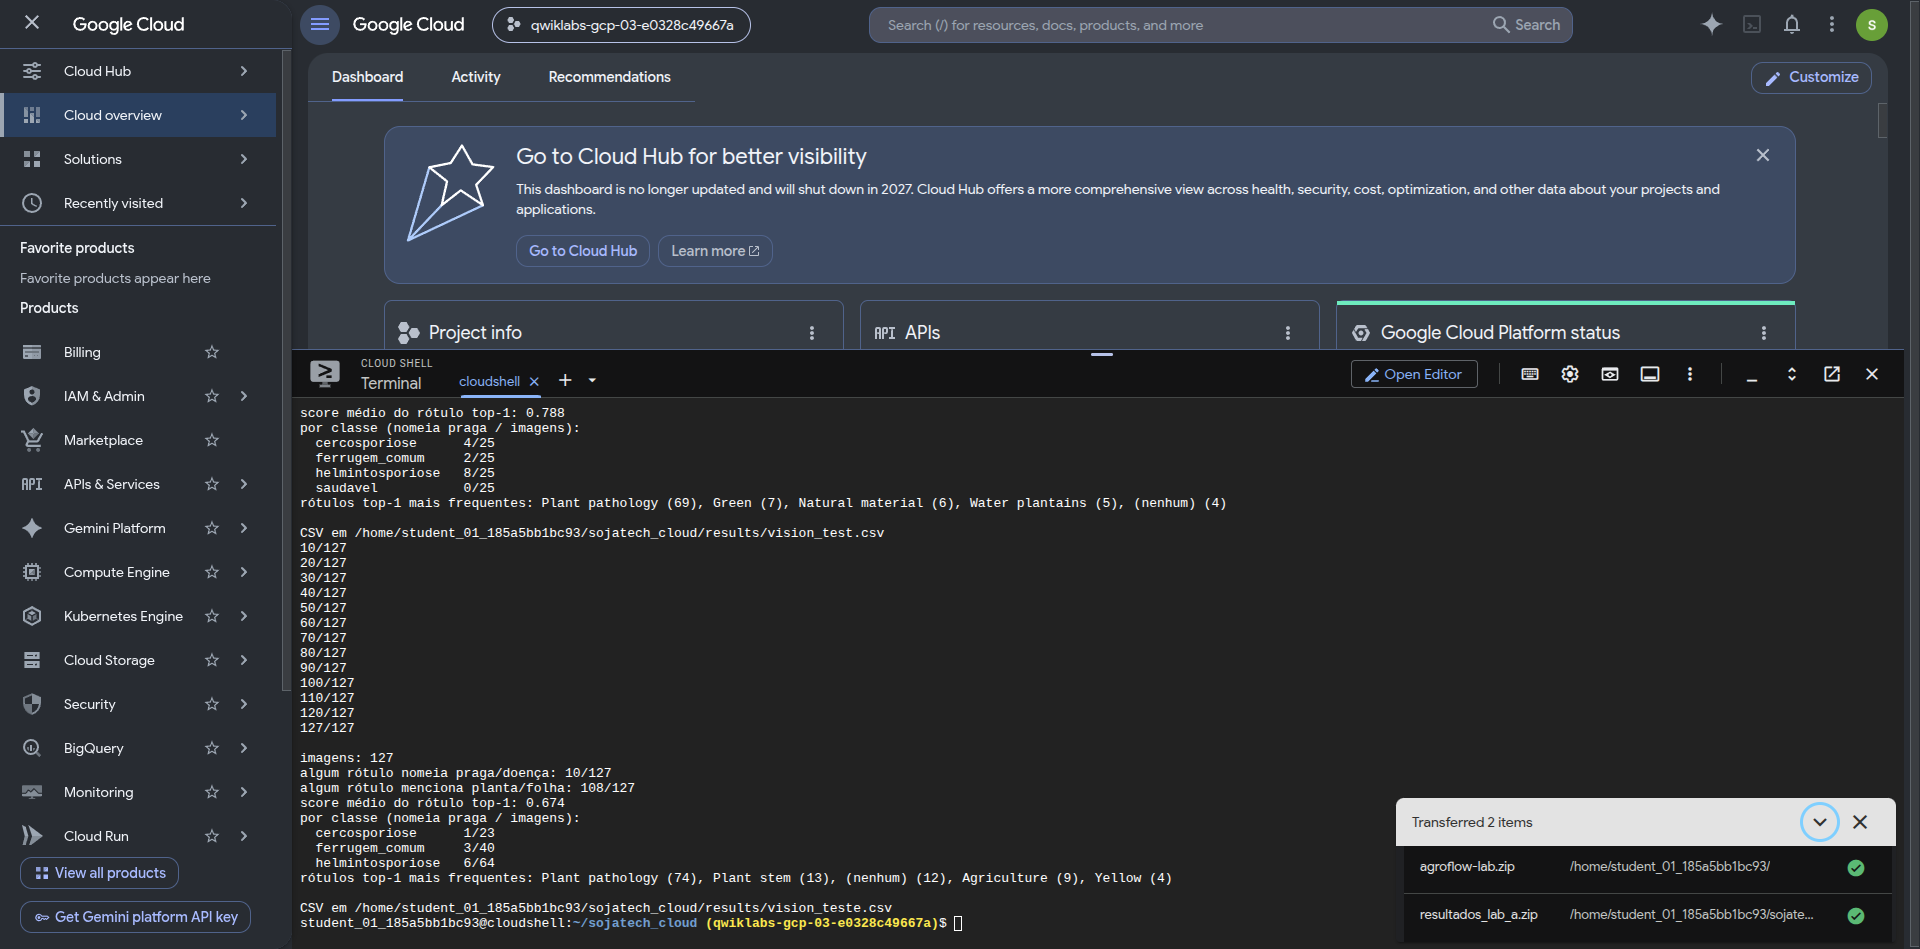 Google Cloud
Cloud Hub
Cloud overview
Solutions
Recently visited
Favorite products
Favorite products appear here
Products
Billing
IAM & Admin
Marketplace
API APIs & Services
Gemini Platform
Compute Engine
Kubernetes Engine
Cloud Storage
Security
BigQuery
Monitoring
Cloud Run
View all products
Get Gemini platform API key
Google Cloud
qwiklabs-gcp-03-e0328c49667a
Search (/) for resources, docs, products, and more
Search
S
Dashboard
Activity
Recommendations
Customize
Go to Cloud Hub for better visibility
This dashboard is no longer updated and will shut down in 2027. Cloud Hub offers a more comprehensive view across health, security, cost, optimization, and other data about your projects and
applications.
Go to Cloud Hub
Learn more
Project info
API APIs
Google Cloud Platform status
CLOUD SHELL
Terminal
cloudshell
Open Editor
score médio do rótulo top-1: 0.788
por classe (nomeia praga / imagens):
cercosporiose 4/25
ferrugem_comum 2/25
helmintosporiose 8/25
saudavel 0/25
rótulos top-1 mais frequentes: Plant pathology (69), Green (7), Natural material (6), Water plantains (5), (nenhum) (4)
CSV em /home/student_01_185a5bb1bc93/sojatech_cloud/results/vision_test.csv
10/127
20/127
30/127
40/127
50/127
60/127
70/127
80/127
90/127
100/127
110/127
120/127
127/127
imagens: 127
algum rótulo nomeia praga/doença: 10/127
algum rótulo menciona planta/folha: 108/127
score médio do rótulo top-1: 0.674
por classe (nomeia praga / imagens):
cercosporiose 1/23
ferrugem_comum 3/40
helmintosporiose 6/64
rótulos top-1 mais frequentes: Plant pathology (74), Plant stem (13), (nenhum) (12), Agriculture (9), Yellow (4)
CSV em /home/student_01_185a5bb1bc93/sojatech_cloud/results/vision_teste.csv
student_01_185a5bb1bc93@cloudshell:~/sojatech_cloud (qwiklabs-gcp-03-e0328c49667a)$
Transferred 2 items
agroflow-lab.zip /home/student_01_185a5bb1bc93/
resultados_lab_a.zip /home/student_01_185a5bb1bc93/sojate...